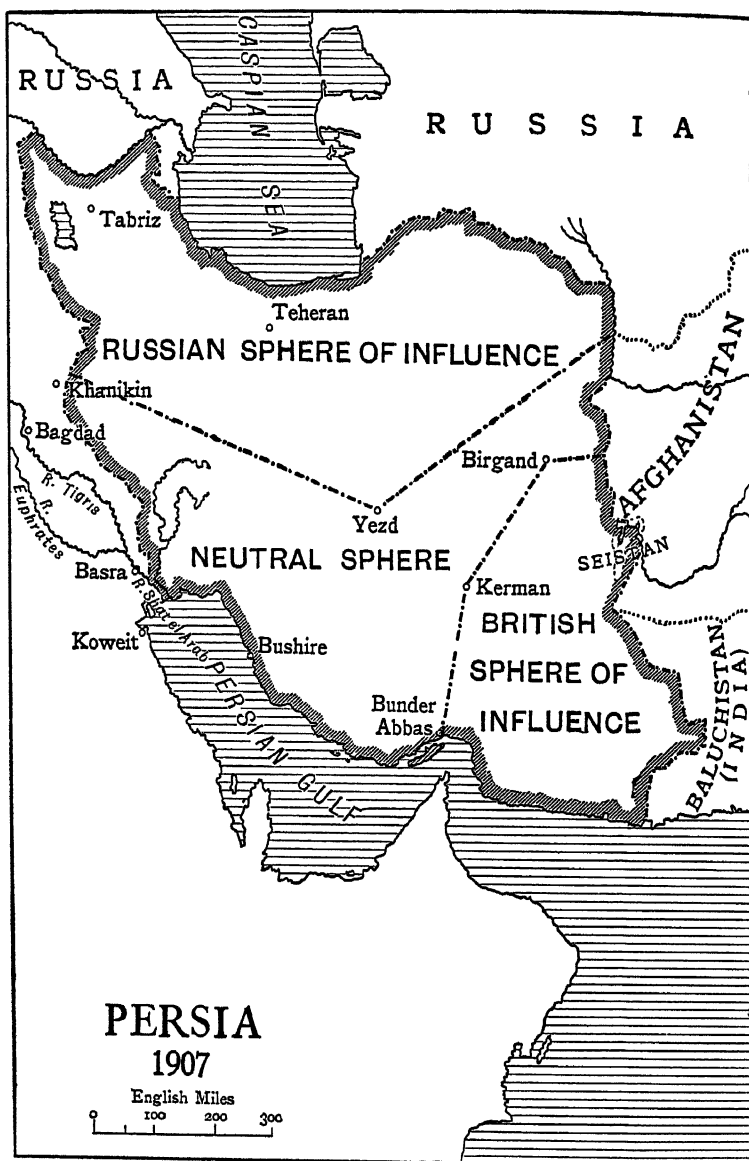 RUSSIA
CASPIAN SEA
RUSSIA
Tabriz
Teheran
RUSSIAN SPHERE OF INFLUENCE
Khanikin
Bagdad
R. Tigris
R. Euphrates
AFGHANISTAN
Birgand
Yezd
SEISTAN
NEUTRAL SPHERE
Basra
R. Shat el Arab
Kerman
Koweit
Bushire
BRITISH
SPHERE OF
INFLUENCE
PERSIAN GULF
Bunder
Abbas
BALUCHISTAN
(INDIA)
PERSIA
1907
English Miles
0 100 200 300